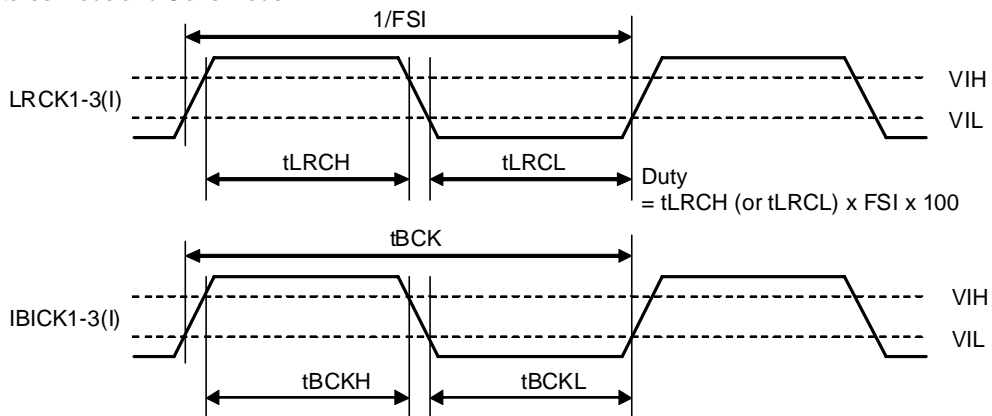 1/FSI
LRCK1-3(I)
VIH
VIL
tLRCH
tLRCL
Duty
= tLRCH (or tLRCL) x FSI x 100
tBCK
IBICK1-3(I)
VIH
VIL
tBCKH
tBCKL